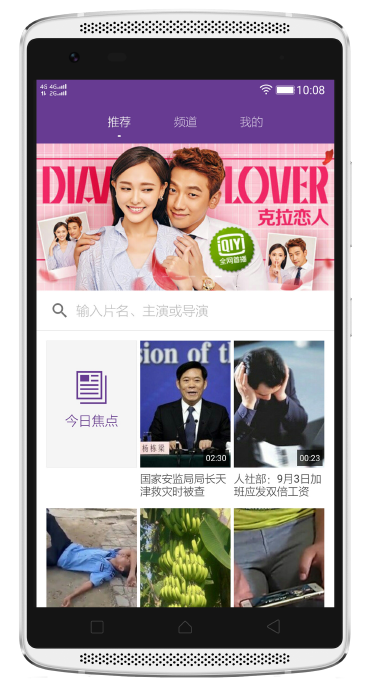 4G 4G
2G
10:08
推荐 频道 我的
DIAM LOVER
克拉恋人
iQIYI
全网首播
输入片名、主演或导演
sion of th
今日焦点
杨栋梁
02:30
00:23
国家安监局局长天
津救灾时被查
人社部：9月3日加
班应发双倍工资